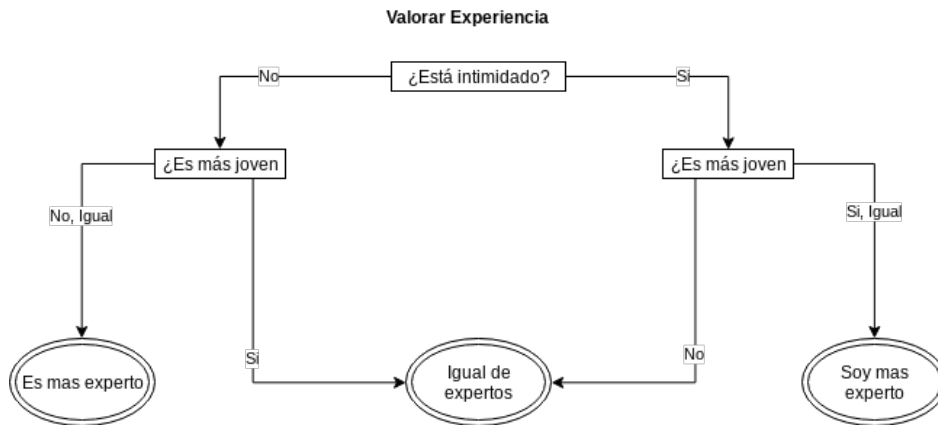 Valorar Experiencia
No
¿Está intimidado?
Si
¿Es más joven
¿Es más joven
No, Igual
Si, Igual
Si
No
Es mas experto
Igual de
expertos
Soy mas
experto